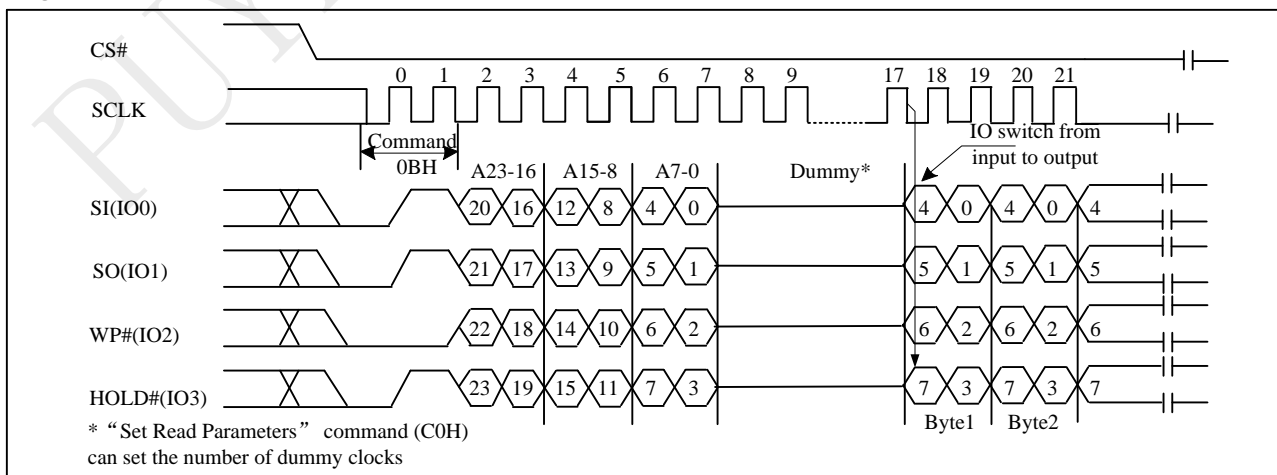 PUY
CS#
0 1 2 3 4 5 6 7 8 9 17 18 19 20 21
SCLK
Command
0BH
IO switch from
input to output
A23-16 A15-8 A7-0 Dummy*
SI(IO0) 20 16 12 8 4 0 4 0 4 0 4
SO(IO1) 21 17 13 9 5 1 5 1 5 1 5
WP#(IO2) 22 18 14 10 6 2 6 2 6 2 6
HOLD#(IO3) 23 19 15 11 7 3 7 3 7 3 7
Byte1 Byte2
* “Set Read Parameters” command (C0H)
can set the number of dummy clocks